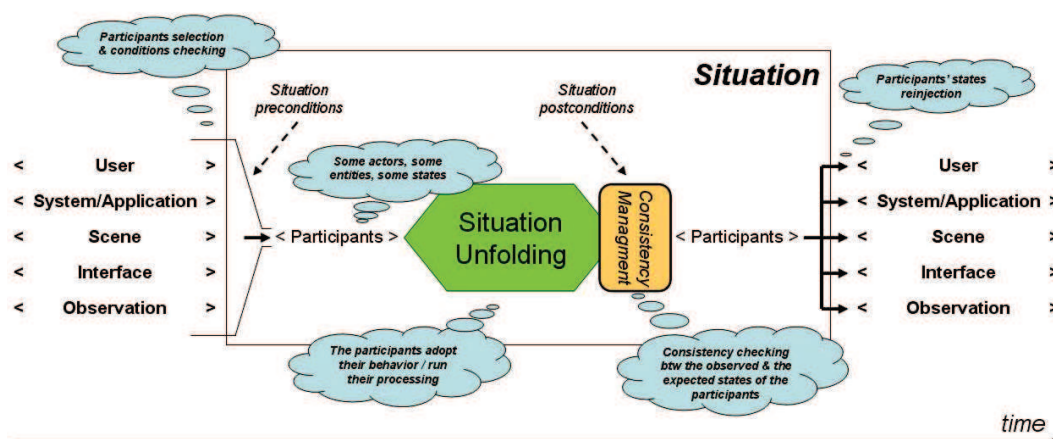 Participants selection
& conditions checking
Situation
Situation
preconditions
Situation
postconditions
Participants' states
reinjection
Some actors, some
entities, some states
< User >
< System/Application >
< Scene >
< Interface >
< Observation >
< Participants >
Situation
Unfolding
Consistency
Managment
< Participants >
< User >
< System/Application >
< Scene >
< Interface >
< Observation >
The participants adopt
their behavior / run
their processing
Consistency checking
btw the observed & the
expected states of the
participants
time